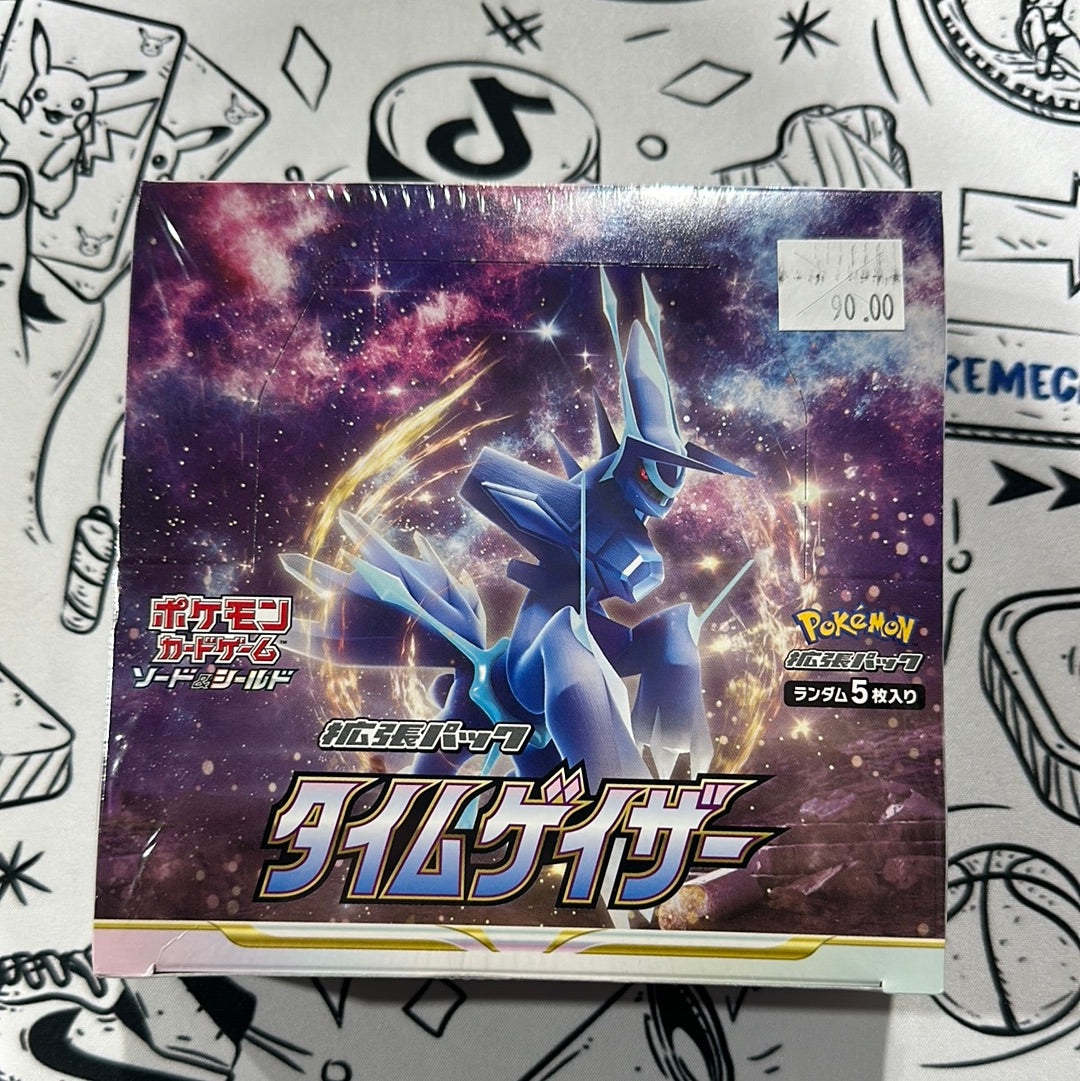 90.00
REMEC
ポケモン
カードゲーム
ソード&シールド
POKéMON
拡張パック
ランダム5枚入り
拡張パック
タイムゲイザー